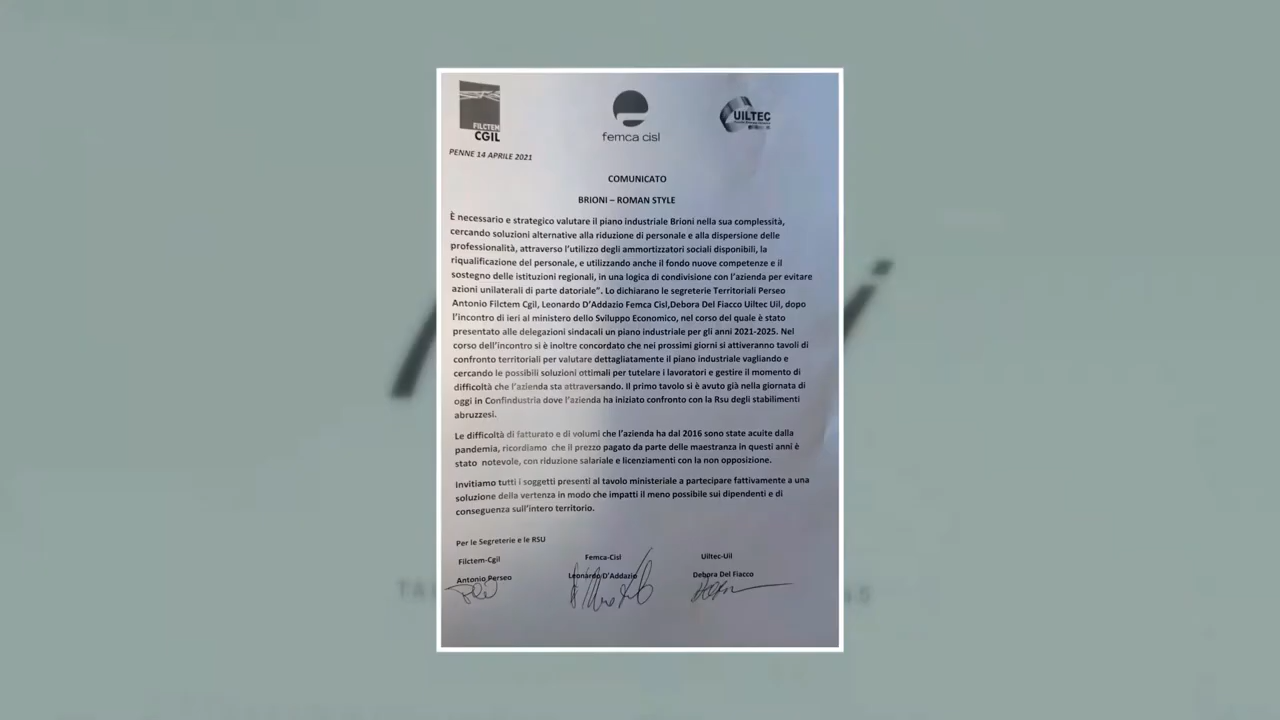 FILCTEM
CGIL
femca cisl
UILTEC
PENNE 14 APRILE 2021
COMUNICATO
BRIONI – ROMAN STYLE
È necessario e strategico valutare il piano industriale Brioni nella sua complessità,
cercando soluzioni alternative alla riduzione di personale e alla dispersione delle
professionalità, attraverso l'utilizzo degli ammortizzatori sociali disponibili, la
riqualificazione del personale, e utilizzando anche il fondo nuove competenze e il
sostegno delle istituzioni regionali, in una logica di condivisione con l'azienda per evitare
azioni unilaterali di parte datoriale". Lo dichiarano le segreterie Territoriali Perseo
Antonio Filctem Cgil, Leonardo D'Addazio Femca Cisl,Debora Del Fiacco Uiltec Uil, dopo
l'incontro di ieri al ministero dello Sviluppo Economico, nel corso del quale è stato
presentato alle delegazioni sindacali un piano industriale per gli anni 2021-2025. Nel
corso dell'incontro si è inoltre concordato che nei prossimi giorni si attiveranno tavoli di
confronto territoriali per valutare dettagliatamente il piano industriale vagliando e
cercando le possibili soluzioni ottimali per tutelare i lavoratori e gestire il momento di
difficoltà che l'azienda sta attraversando. Il primo tavolo si è avuto già nella giornata di
oggi in Confindustria dove l'azienda ha iniziato confronto con la Rsu degli stabilimenti
abruzzesi.
Le difficoltà di fatturato e di volumi che l'azienda ha dal 2016 sono state acuite dalla
pandemia, ricordiamo che il prezzo pagato da parte delle maestranza in questi anni è
stato notevole, con riduzione salariale e licenziamenti con la non opposizione.
Invitiamo tutti i soggetti presenti al tavolo ministeriale a partecipare fattivamente a una
soluzione della vertenza in modo che impatti il meno possibile sui dipendenti e di
conseguenza sull'intero territorio.
Per le Segreterie e le RSU
Filctem-Cgil Femca-Cisl Uiltec-Uil
Antonio Perseo Leonardo D'Addazio Debora Del Fiacco